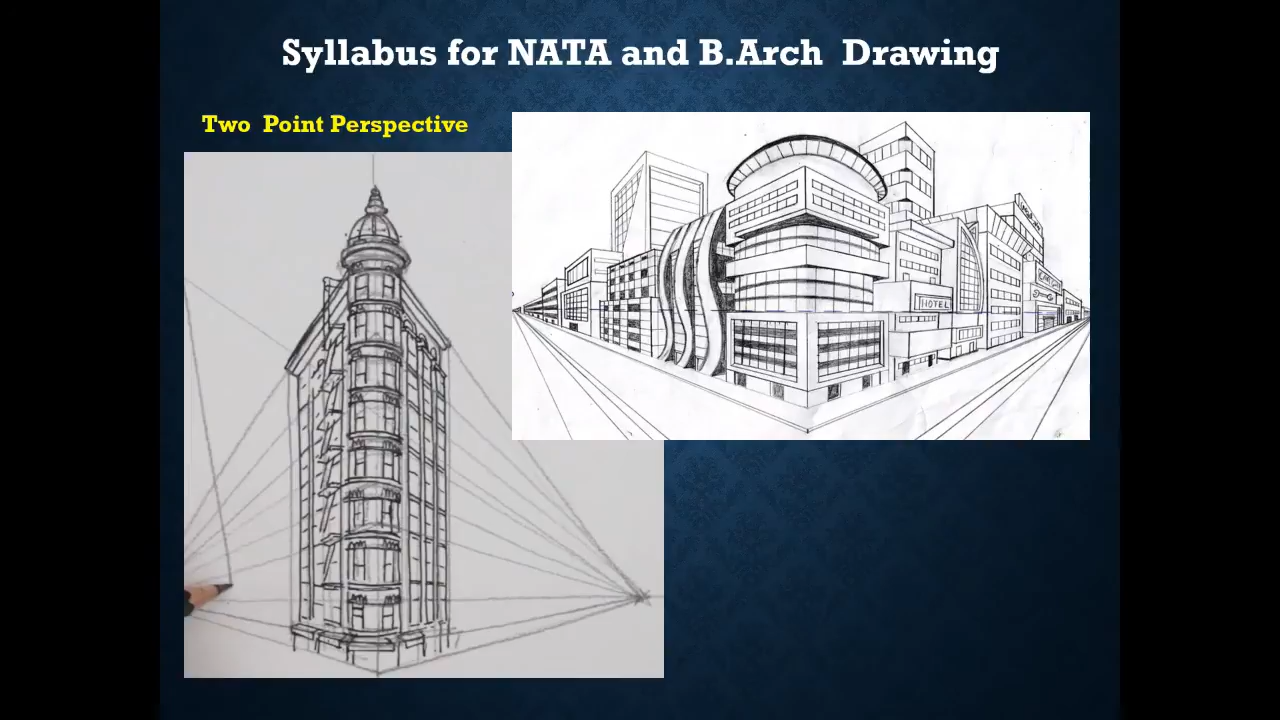 Syllabus for NATA and B.Arch Drawing
Two Point Perspective
HOTEL